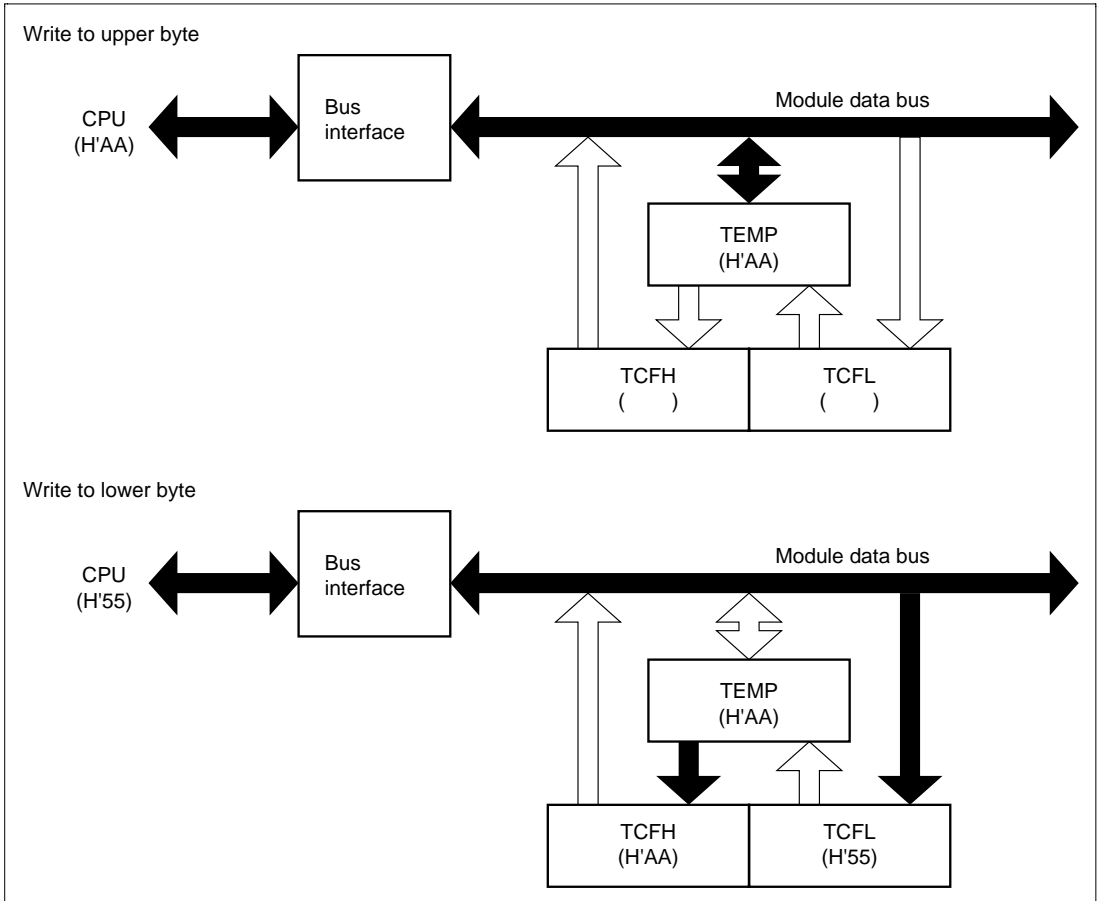 Write to upper byte
CPU
(H'AA)
Bus
interface
Module data bus
TEMP
(H'AA)
TCFH
(      )
TCFL
(      )
Write to lower byte
CPU
(H'55)
Bus
interface
Module data bus
TEMP
(H'AA)
TCFH
(H'AA)
TCFL
(H'55)